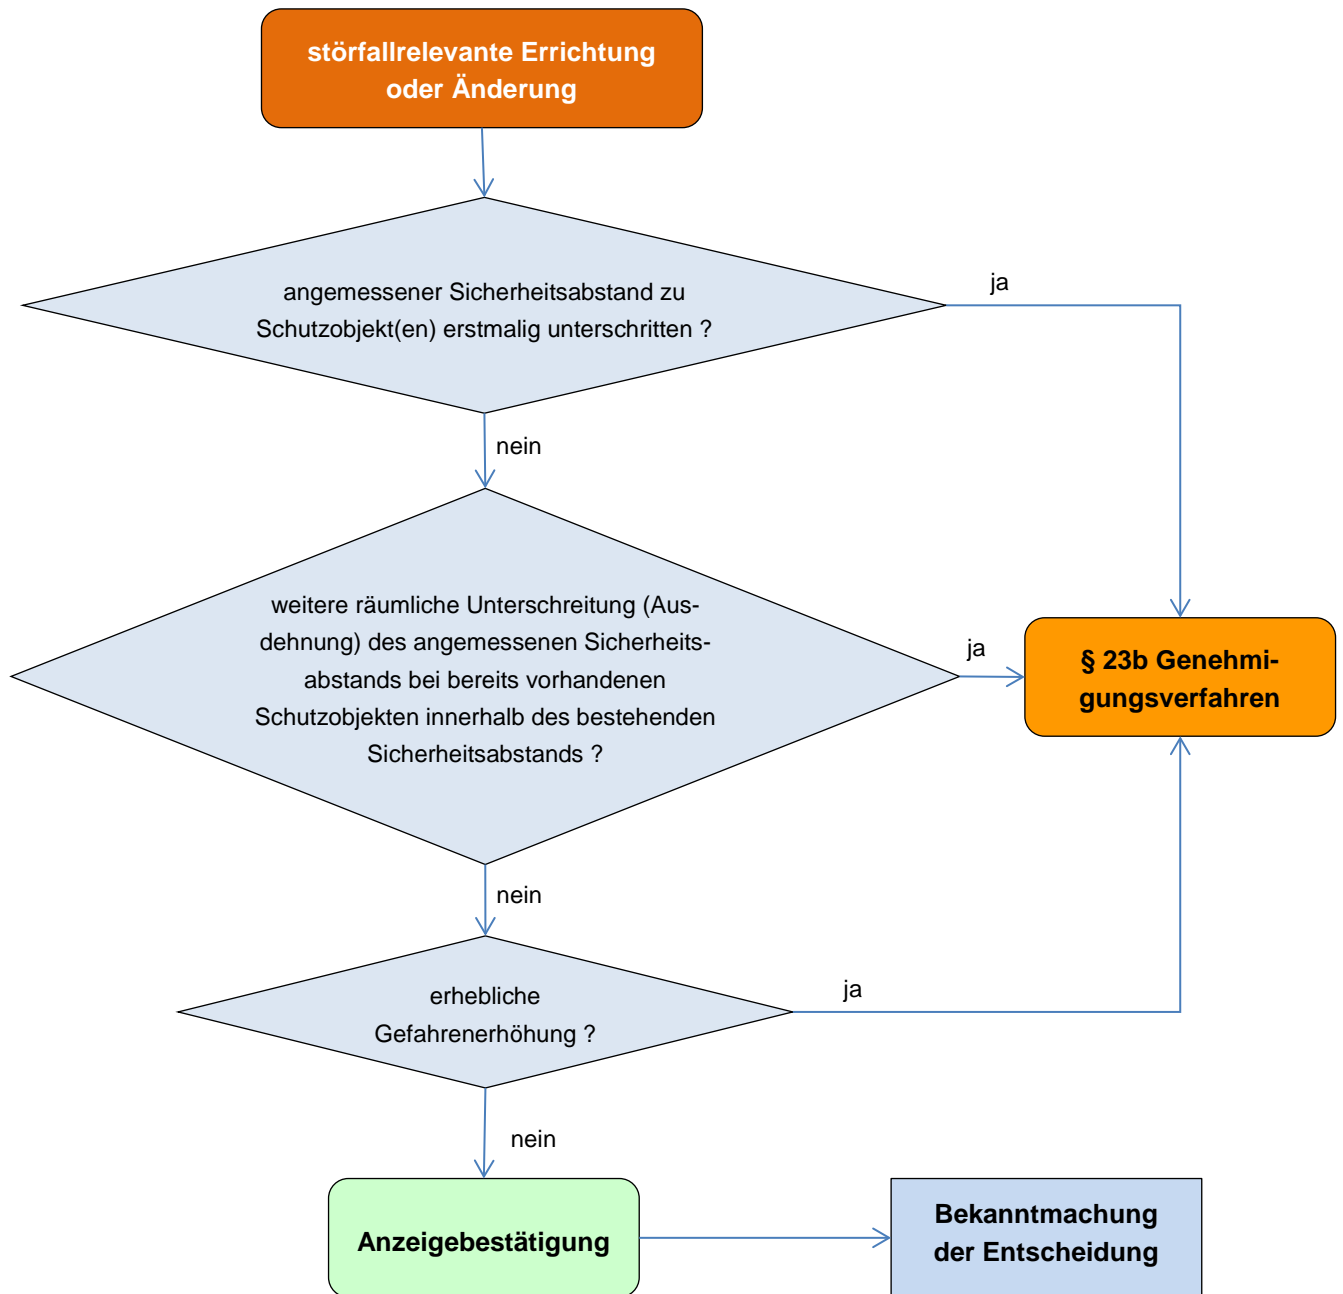 störfallrelevante Errichtung
oder Änderung
angemessener Sicherheitsabstand zu
Schutzobjekt(en) erstmalig unterschritten ?
ja
nein
weitere räumliche Unterschreitung (Aus-
dehnung) des angemessenen Sicherheits-
abstands bei bereits vorhandenen
Schutzobjekten innerhalb des bestehenden
Sicherheitsabstands ?
ja
§ 23b Genehmi-
gungsverfahren
nein
erhebliche
Gefahrenerhöhung ?
ja
nein
Anzeigebestätigung
Bekanntmachung
der Entscheidung